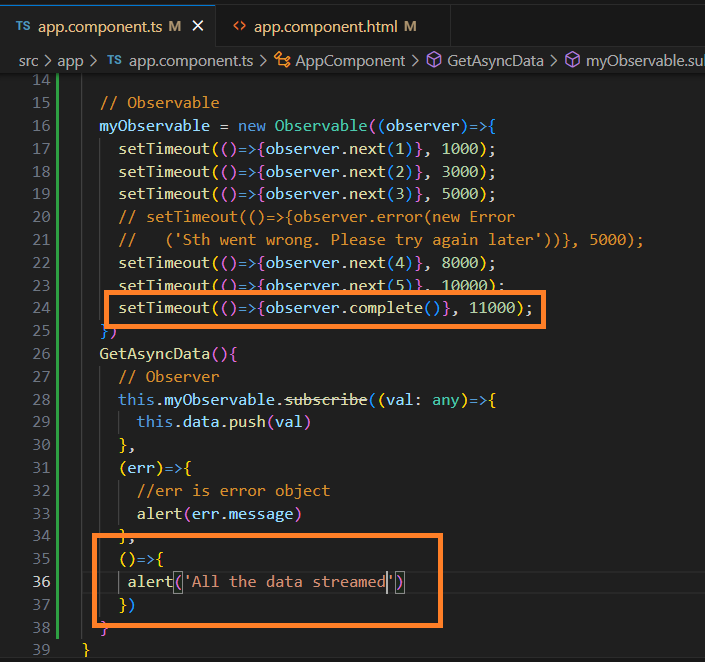 TS app.component.ts M ✕ <> app.component.html M
src > app > TS app.component.ts > AppComponent > GetAsyncData > myObservable.su
14
15 // Observable
16 myObservable = new Observable((observer)=>{
17 setTimeout(()=>{observer.next(1)}, 1000);
18 setTimeout(()=>{observer.next(2)}, 3000);
19 setTimeout(()=>{observer.next(3)}, 5000);
20 // setTimeout(()=>{observer.error(new Error
21 //   ('Sth went wrong. Please try again later'))}, 5000);
22 setTimeout(()=>{observer.next(4)}, 8000);
23 setTimeout(()=>{observer.next(5)}, 10000);
24 setTimeout(()=>{observer.complete()}, 11000);
25 })
26 GetAsyncData(){
27 // Observer
28 this.myObservable.subscribe((val: any)=>{
29 this.data.push(val)
30 },
31 (err)=>{
32 //err is error object
33 alert(err.message)
34 },
35 ()=>{
36 alert('All the data streamed')
37 })
38 }
39 }